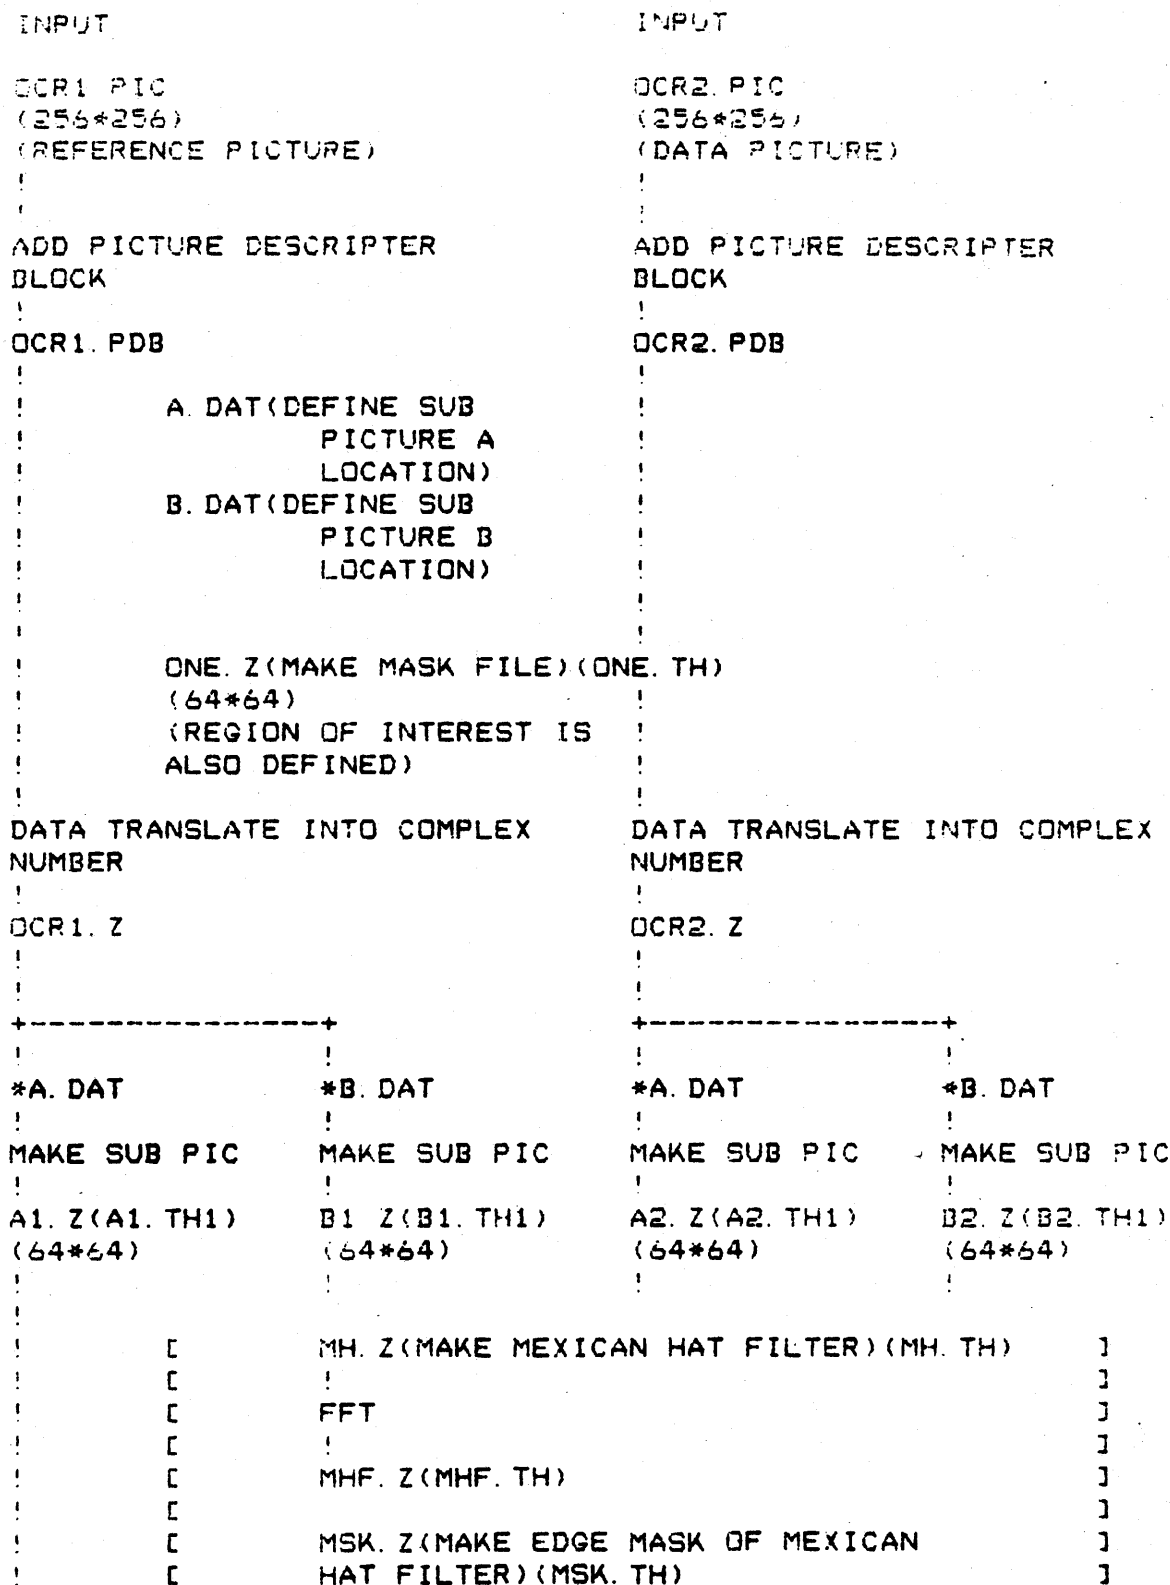 INPUT                           INPUT
OCR1.PIC                        OCR2.PIC
(256*256)                       (256*256)
(REFERENCE PICTURE)             (DATA PICTURE)
!                               !
!                               !
ADD PICTURE DESCRIPTER          ADD PICTURE DESCRIPTER
BLOCK                           BLOCK
!                               !
OCR1.PDB                        OCR2.PDB
!                               !
!       A.DAT(DEFINE SUB        !
!               PICTURE A       !
!               LOCATION)       !
!       B.DAT(DEFINE SUB        !
!               PICTURE B       !
!               LOCATION)       !
!                               !
!                               !
!       ONE.Z(MAKE MASK FILE)(ONE.TH)
!       (64*64)                 !
!       (REGION OF INTEREST IS  !
!       ALSO DEFINED)           !
!                               !
DATA TRANSLATE INTO COMPLEX     DATA TRANSLATE INTO COMPLEX
NUMBER                          NUMBER
!                               !
OCR1.Z                          OCR2.Z
!                               !
!                               !
+---------------+               +---------------+
!               !               !               !
*A.DAT          *B.DAT          *A.DAT          *B.DAT
!               !               !               !
MAKE SUB PIC    MAKE SUB PIC    MAKE SUB PIC    MAKE SUB PIC
!               !               !               !
A1.Z(A1.TH1)    B1.Z(B1.TH1)    A2.Z(A2.TH1)    B2.Z(B2.TH1)
(64*64)         (64*64)         (64*64)         (64*64)
!               !               !               !
!
!       [       MH.Z(MAKE MEXICAN HAT FILTER)(MH.TH)    ]
!       [       !                                       ]
!       [       FFT                                     ]
!       [       !                                       ]
!       [       MHF.Z(MHF.TH)                           ]
!       [                                               ]
!       [       MSK.Z(MAKE EDGE MASK OF MEXICAN         ]
!       [       HAT FILTER)(MSK.TH)                     ]